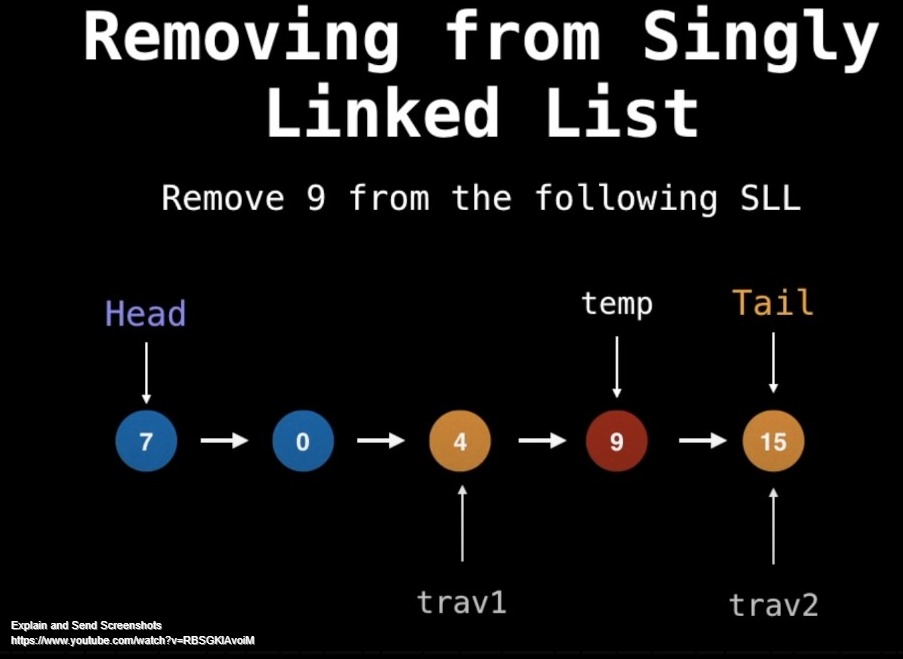 Removing from Singly
Linked List
Remove 9 from the following SLL
Head
temp
Tail
7
0
4
9
15
trav1
trav2
Explain and Send Screenshots
https://www.youtube.com/watch?v=RBSGKlAvoiM